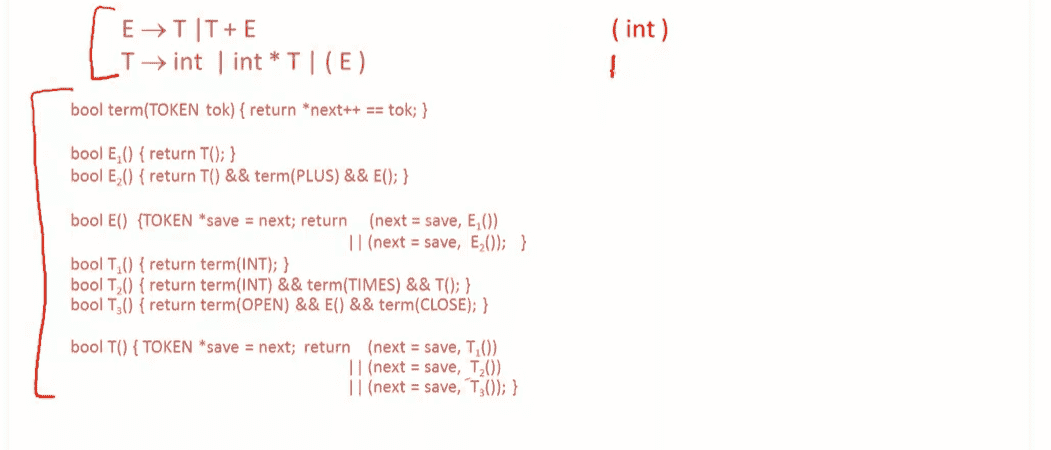 E → T | T + E
( int )
T → int | int * T | ( E )
bool term(TOKEN tok) { return *next++ == tok; }
bool E₁() { return T(); }
bool E₂() { return T() && term(PLUS) && E(); }
bool E() {TOKEN *save = next; return (next = save, E₁())
|| (next = save, E₂()); }
bool T₁() { return term(INT); }
bool T₂() { return term(INT) && term(TIMES) && T(); }
bool T₃() { return term(OPEN) && E() && term(CLOSE); }
bool T() { TOKEN *save = next; return (next = save, T₁())
|| (next = save, T₂())
|| (next = save, T₃()); }